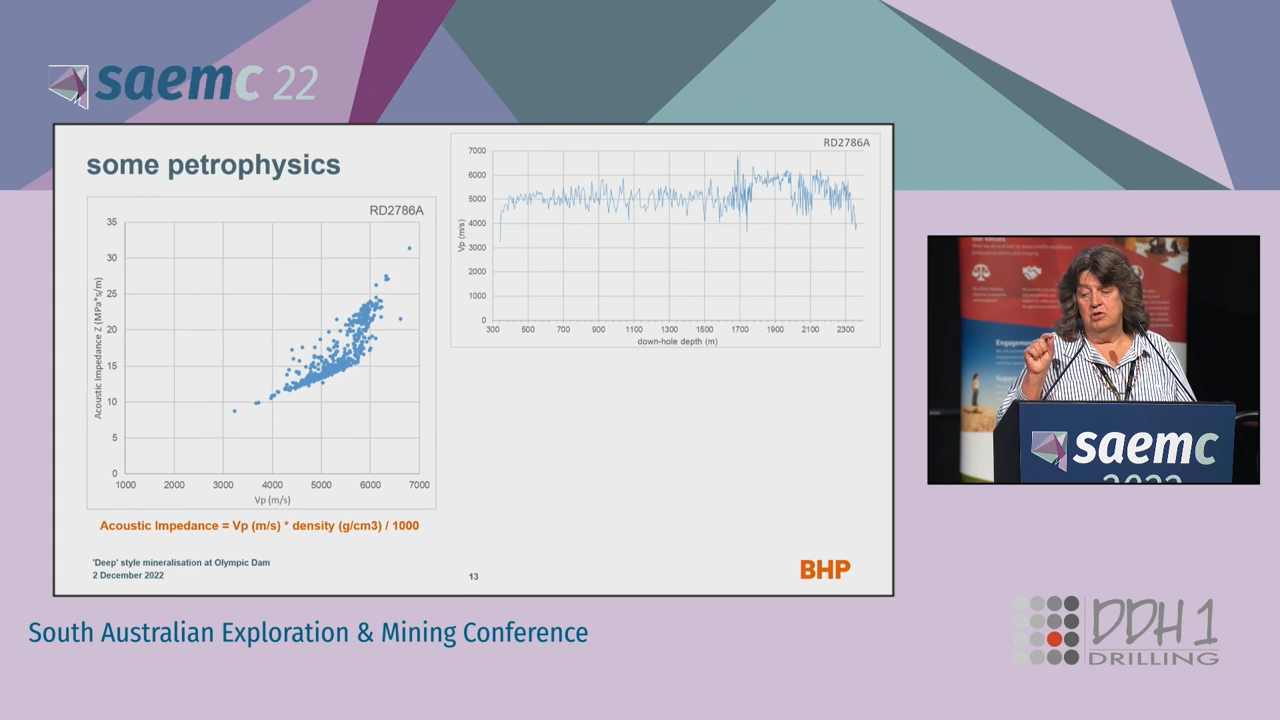 saemc 22
some petrophysics
RD2786A
35
30
25
20
15
10
5
0
Acoustic Impedance Z (MPa*s/m)
1000 2000 3000 4000 5000 6000 7000
Vp (m/s)
Acoustic Impedance = Vp (m/s) * density (g/cm3) / 1000
RD2786A
7000
6000
5000
4000
3000
2000
1000
0
Vp (m/s)
300 500 700 900 1100 1300 1500 1700 1900 2100 2300
down-hole depth (m)
'Deep' style mineralisation at Olympic Dam
2 December 2022
13
BHP
saemc
2022
South Australian Exploration & Mining Conference
DDH 1
DRILLING